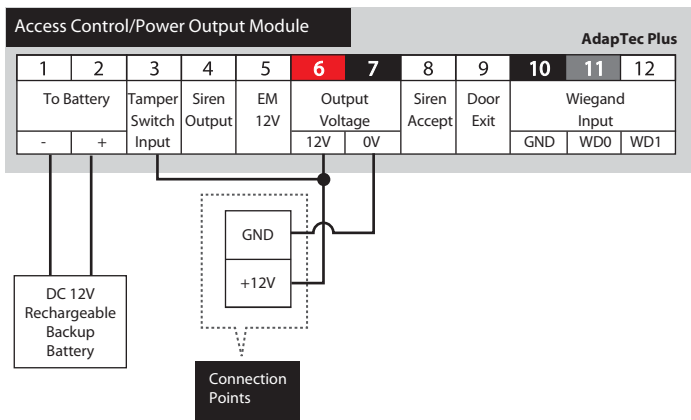 Access Control/Power Output Module
AdapTec Plus
1 2 3 4 5 6 7 8 9 10 11 12
To Battery
Tamper
Switch
Input
Siren
Output
EM
12V
Output
Voltage
Siren
Accept
Door
Exit
Wiegand
Input
- + 12V 0V GND WD0 WD1
GND
+12V
DC 12V
Rechargeable
Backup
Battery
Connection
Points